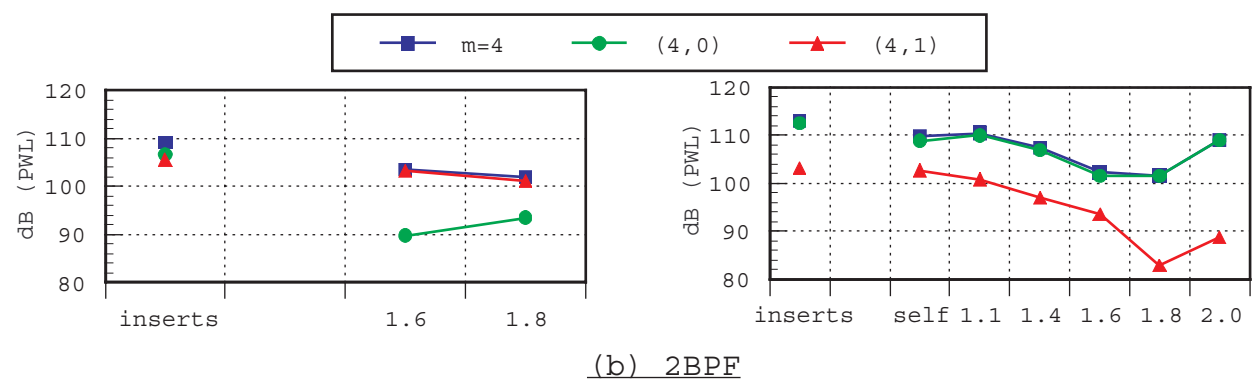 m=4 (4,0) (4,1)
120
110
100
90
80
dB (PWL)
inserts 1.6 1.8
120
110
100
90
80
dB (PWL)
inserts self 1.1 1.4 1.6 1.8 2.0
(b) 2BPF